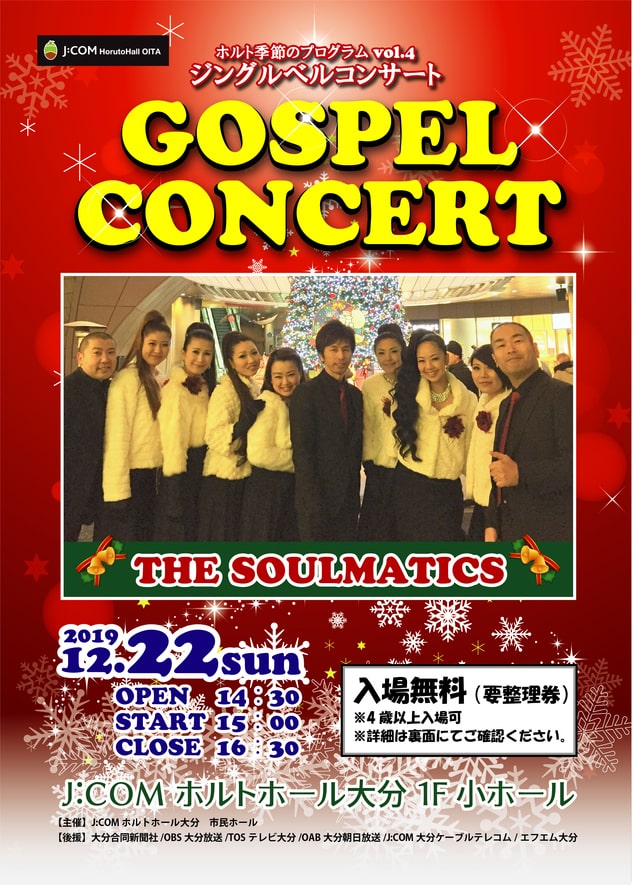 J:COM HorutoHall OITA
ホルト季節のプログラム vol.4
ジングルベルコンサート
GOSPEL
CONCERT
THE SOULMATICS
2019
12.22sun
OPEN 14:30
START 15:00
CLOSE 16:30
入場無料（要整理券）
※4歳以上入場可
※詳細は裏面にてご確認ください。
J:COM ホルトホール大分 1F 小ホール
【主催】J:COM ホルトホール大分　市民ホール
【後援】大分合同新聞社 /OBS 大分放送 /TOS テレビ大分 /OAB 大分朝日放送 /J:COM 大分ケーブルテレコム / エフエム大分